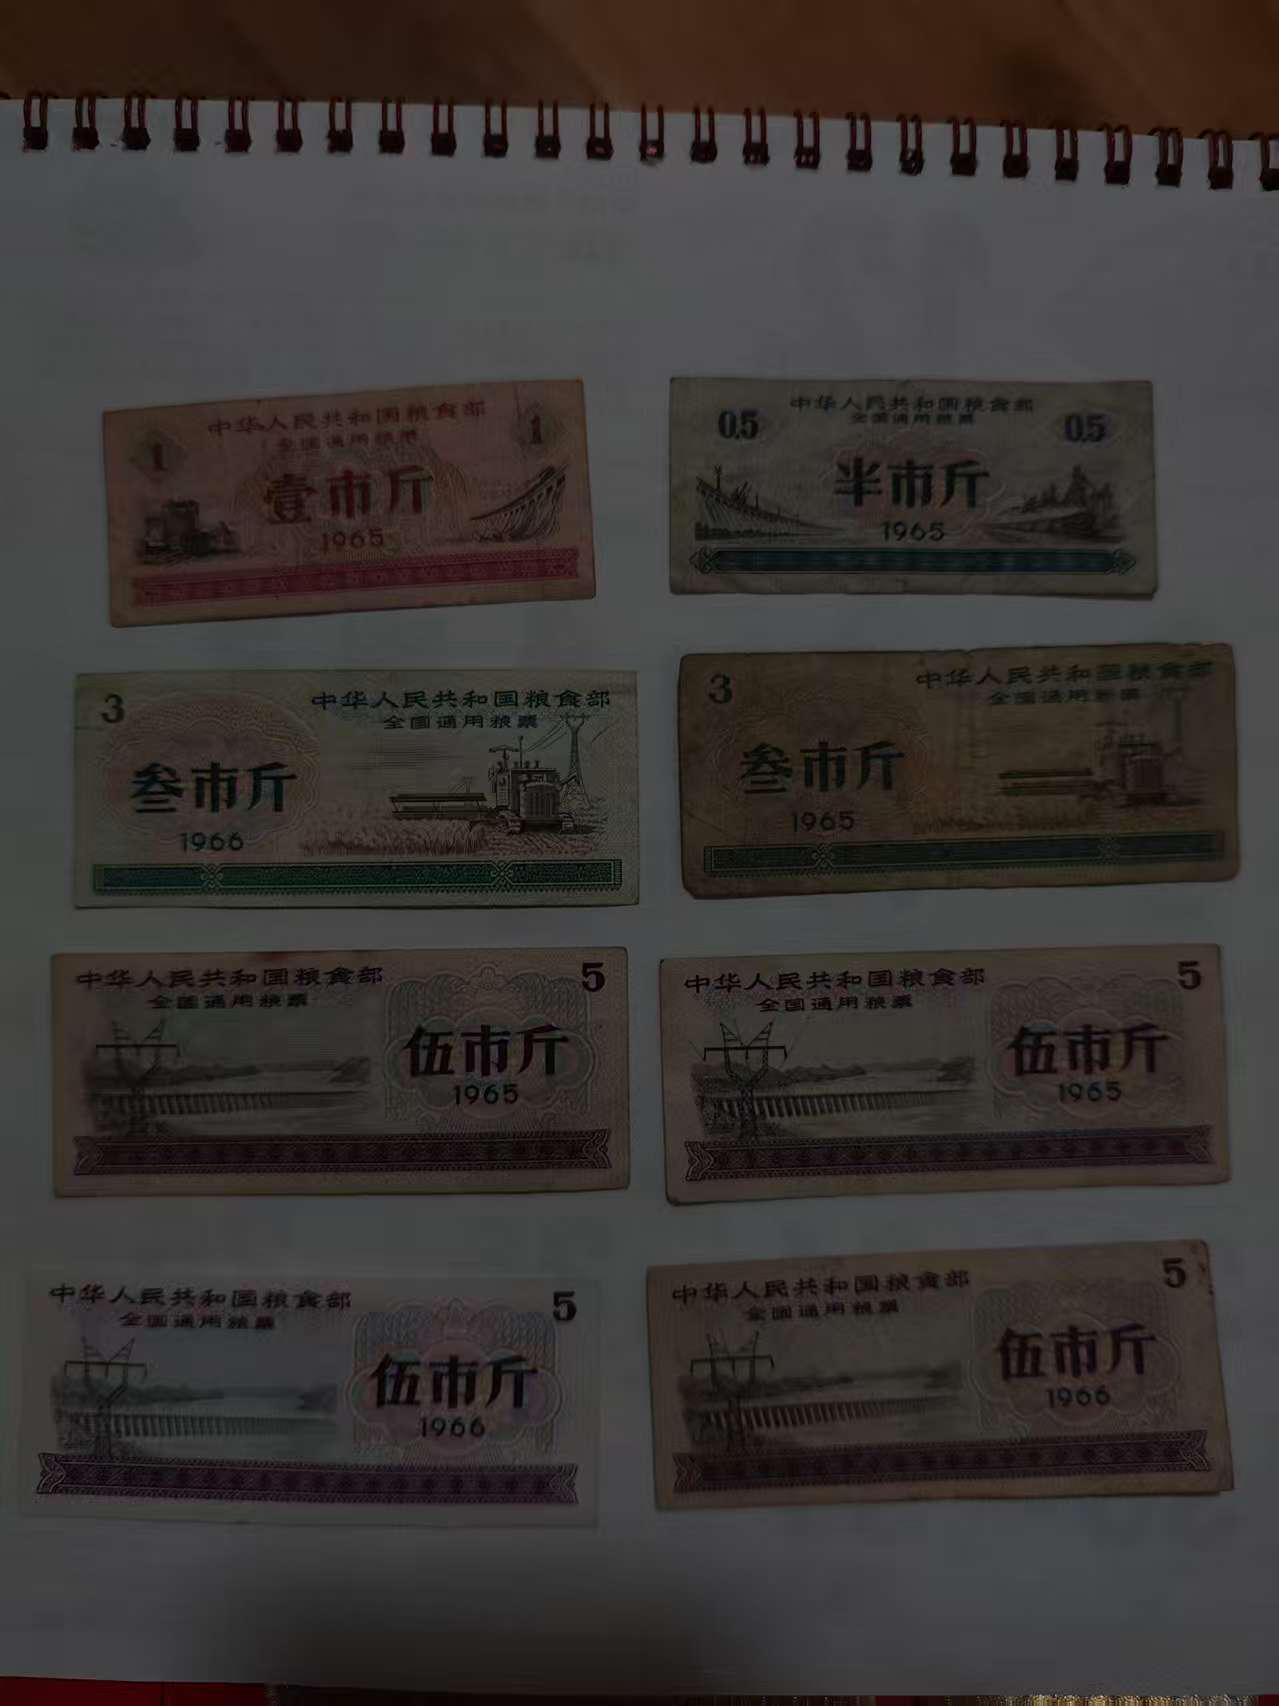 中华人民共和国粮食部
全国通用粮票
1
1
壹市斤
1965
中华人民共和国粮食部
全国通用粮票
0.5
0.5
半市斤
1965
3
中华人民共和国粮食部
全国通用粮票
叁市斤
1966
3
中华人民共和国粮食部
全国通用粮票
叁市斤
1965
中华人民共和国粮食部
5
全国通用粮票
伍市斤
1965
中华人民共和国粮食部
5
全国通用粮票
伍市斤
1965
中华人民共和国粮食部
5
全国通用粮票
伍市斤
1966
中华人民共和国粮食部
5
全国通用粮票
伍市斤
1966